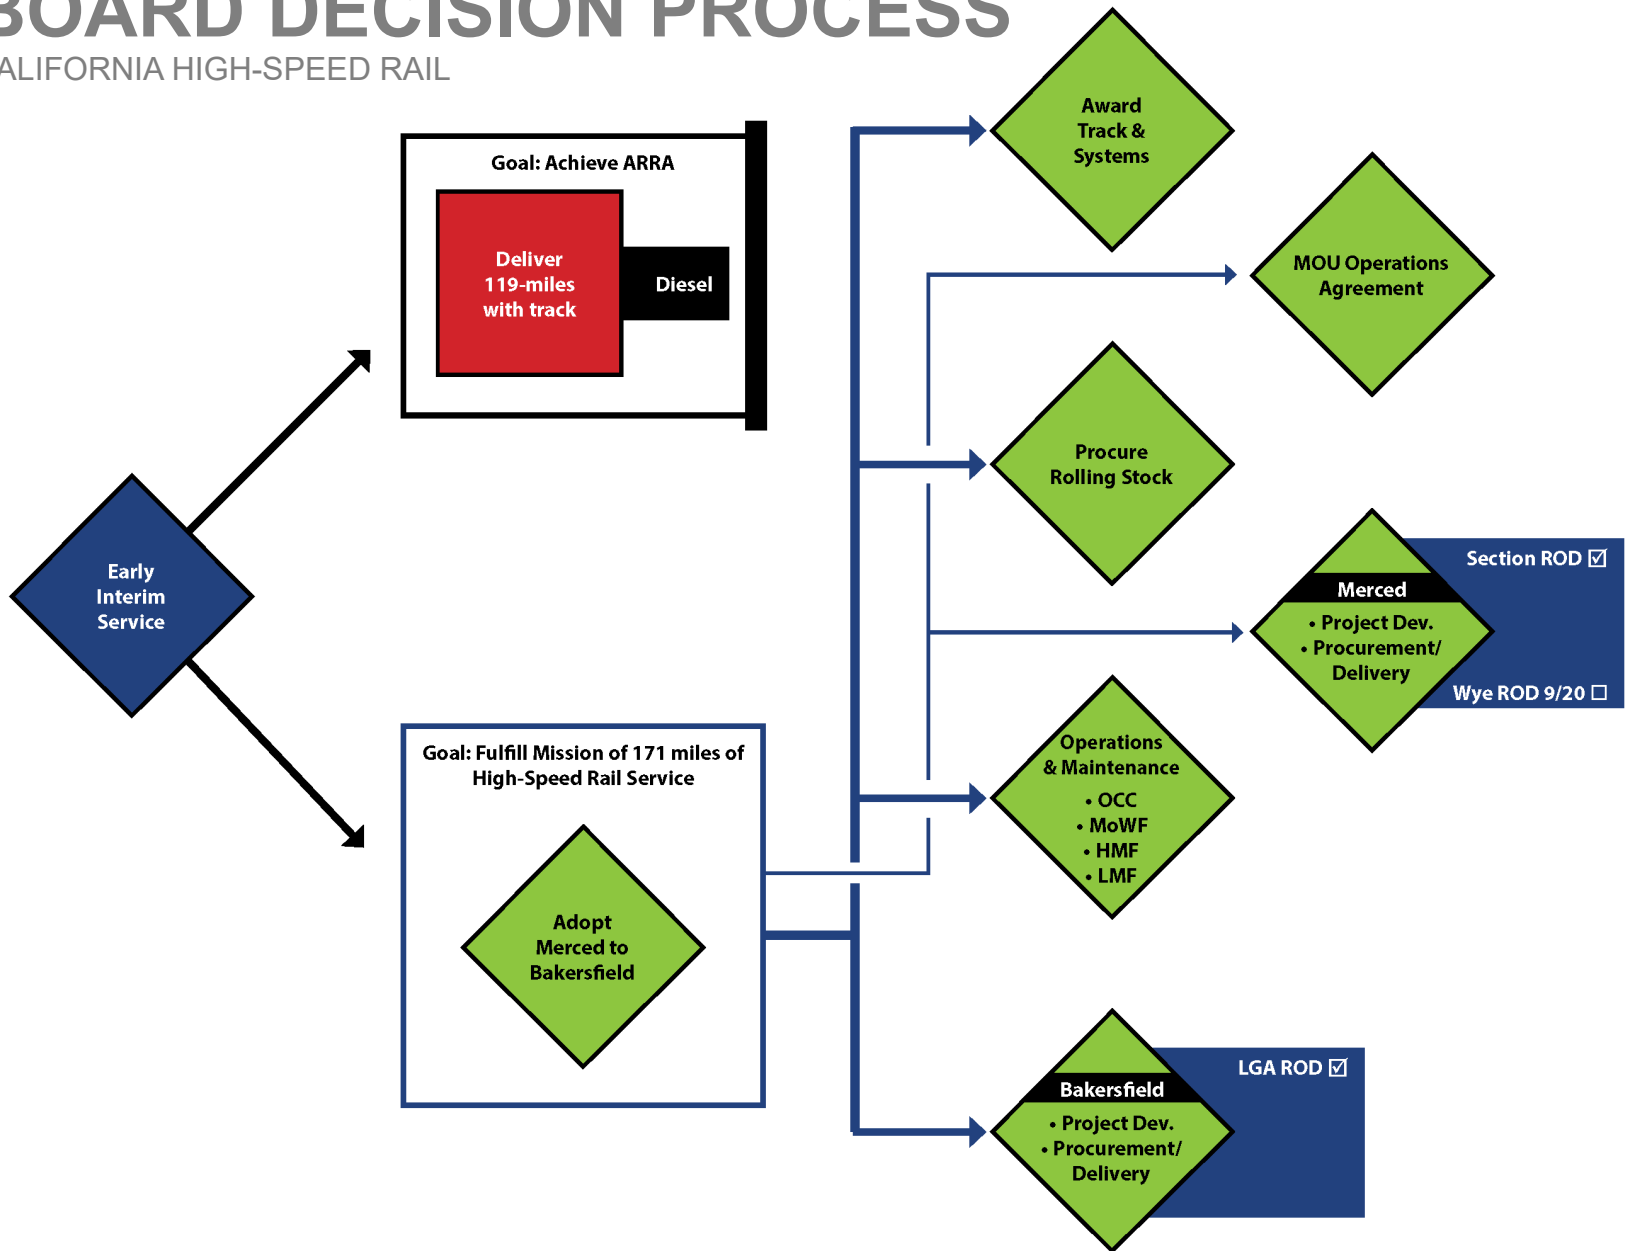 BOARD DECISION PROCESS
ALIFORNIA HIGH-SPEED RAIL
Goal: Achieve ARRA
Deliver
119-miles
with track
Diesel
Early
Interim
Service
Goal: Fulfill Mission of 171 miles of
High-Speed Rail Service
Adopt
Merced to
Bakersfield
Award
Track &
Systems
MOU Operations
Agreement
Procure
Rolling Stock
Section ROD ☑
Merced
• Project Dev.
• Procurement/
Delivery
Wye ROD 9/20 ☐
Operations
& Maintenance
• OCC
• MoWF
• HMF
• LMF
LGA ROD ☑
Bakersfield
• Project Dev.
• Procurement/
Delivery